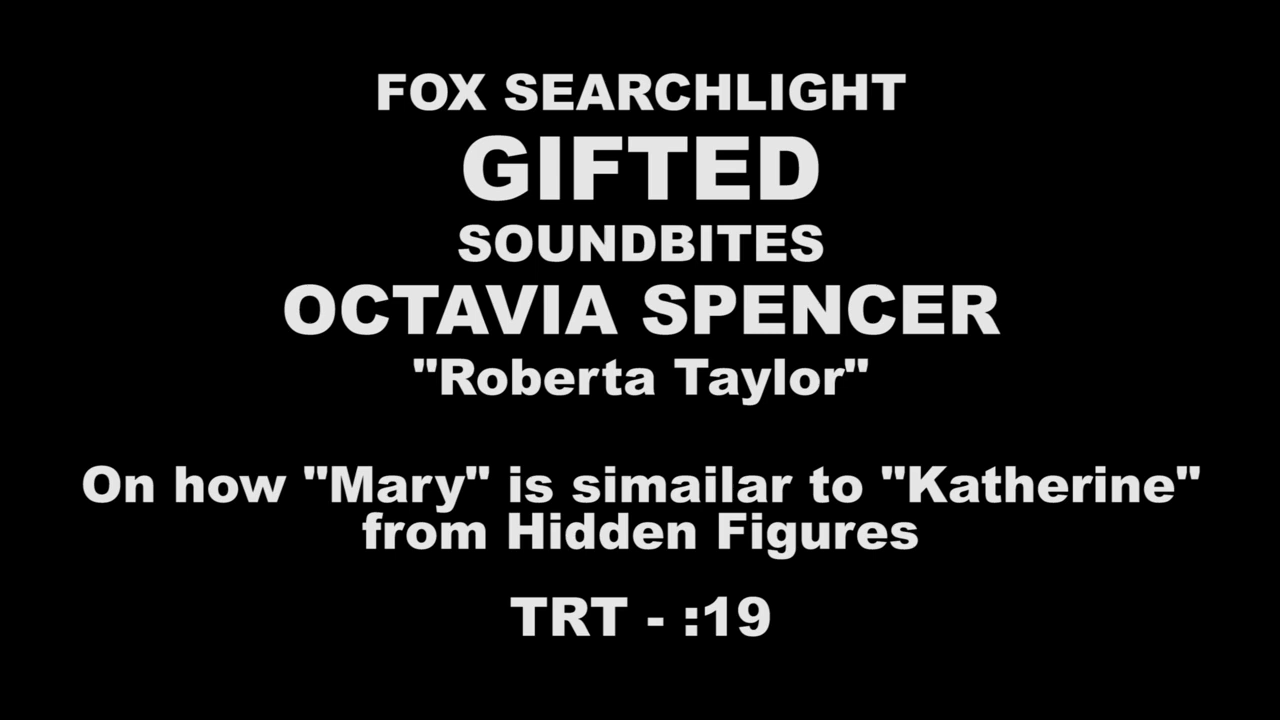 FOX SEARCHLIGHT
GIFTED
SOUNDBITES
OCTAVIA SPENCER
"Roberta Taylor"
On how "Mary" is simailar to "Katherine"
from Hidden Figures
TRT - :19